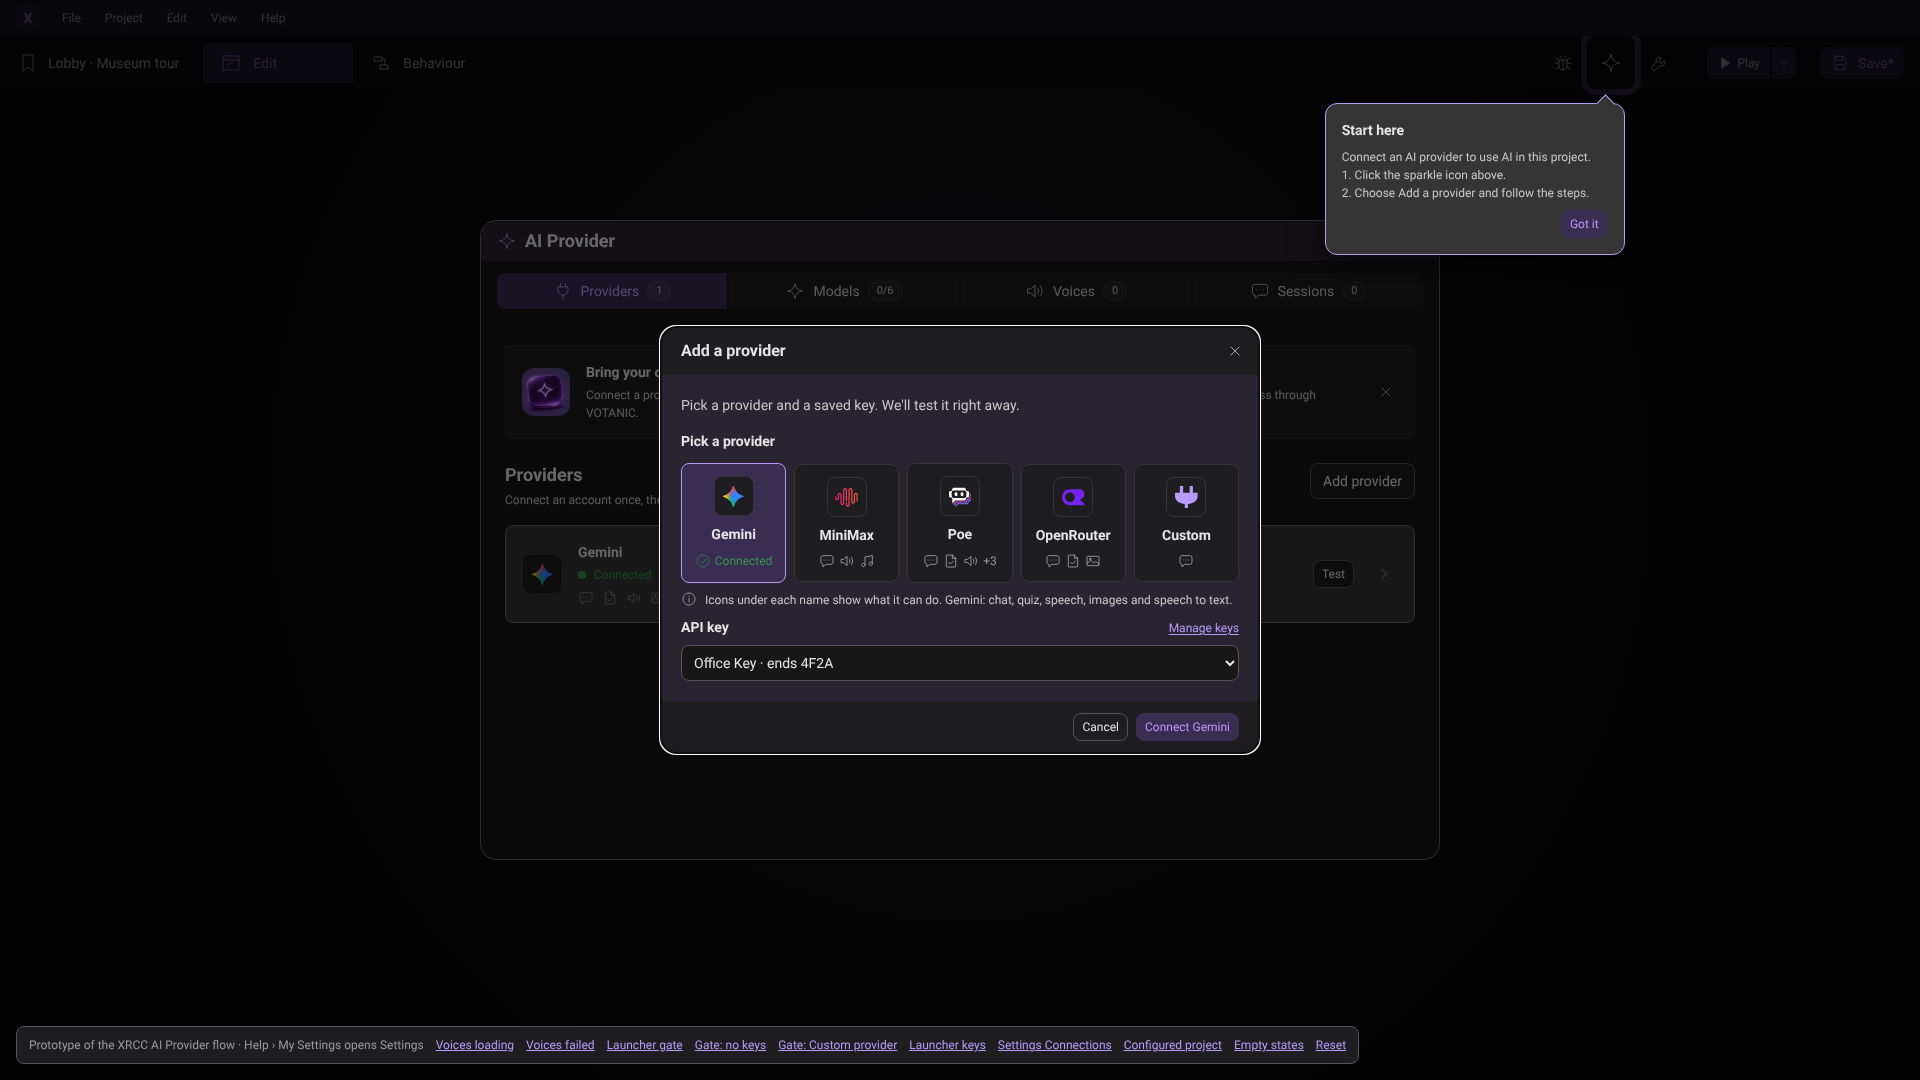 X File Project Edit View Help
Lobby · Museum tour Edit Behaviour Play Save*
Start here
Connect an AI provider to use AI in this project.
1. Click the sparkle icon above.
2. Choose Add a provider and follow the steps.
Got it
AI Provider
Providers 1 Models 0/6 Voices 0 Sessions 0
Bring your
Connect a pro
ss through
VOTANIC.
Providers
Connect an account once, the
Add provider
Gemini
Connected
Test
Add a provider
Pick a provider and a saved key. We'll test it right away.
Pick a provider
Gemini MiniMax Poe OpenRouter Custom
Connected +3
Icons under each name show what it can do. Gemini: chat, quiz, speech, images and speech to text.
API key Manage keys
Office Key · ends 4F2A
Cancel Connect Gemini
Prototype of the XRCC AI Provider flow · Help › My Settings opens Settings Voices loading Voices failed Launcher gate Gate: no keys Gate: Custom provider Launcher keys Settings Connections Configured project Empty states Reset